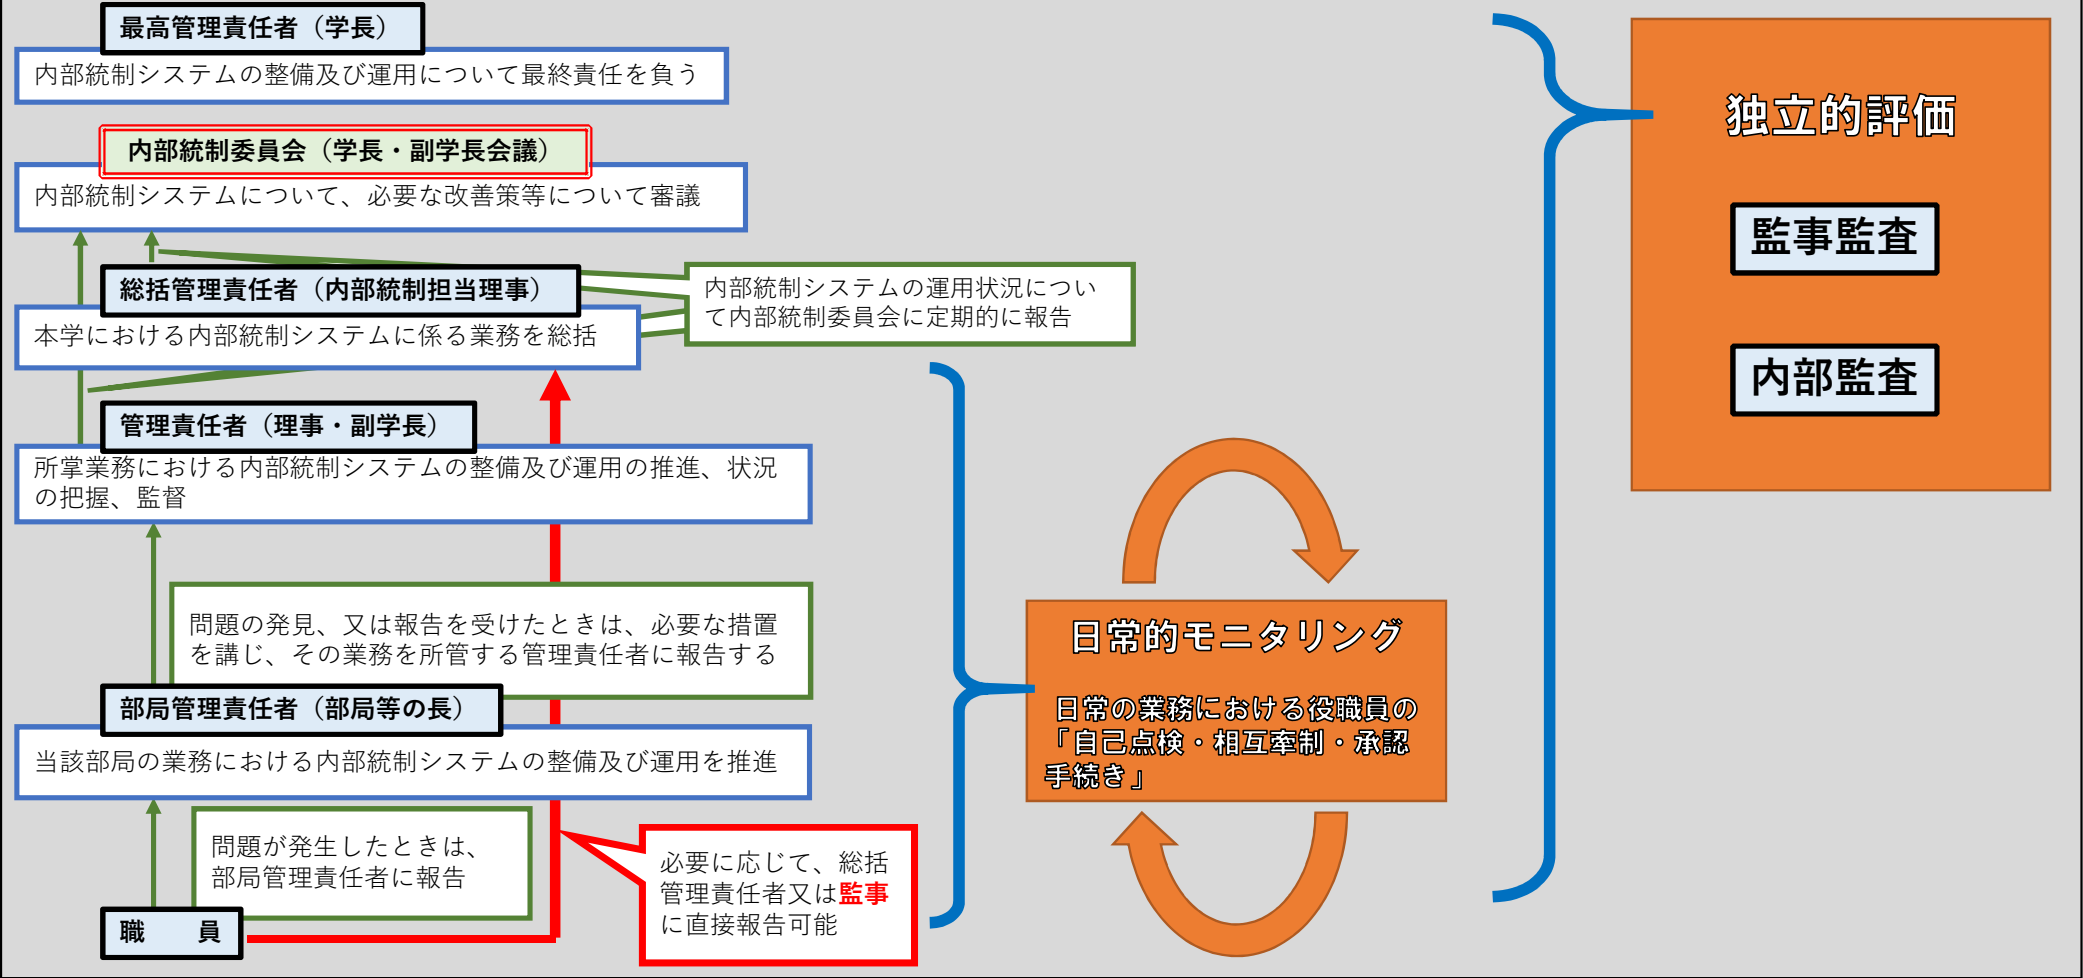 最高管理責任者（学長）
内部統制システムの整備及び運用について最終責任を負う
内部統制委員会（学長・副学長会議）
内部統制システムについて、必要な改善策等について審議
総括管理責任者（内部統制担当理事）
本学における内部統制システムに係る業務を総括
内部統制システムの運用状況につい
て内部統制委員会に定期的に報告
管理責任者（理事・副学長）
所掌業務における内部統制システムの整備及び運用の推進、状況
の把握、監督
問題の発見、又は報告を受けたときは、必要な措置
を講じ、その業務を所管する管理責任者に報告する
部局管理責任者（部局等の長）
当該部局の業務における内部統制システムの整備及び運用を推進
問題が発生したときは、
部局管理責任者に報告
職　　員
必要に応じて、総括
管理責任者又は監事
に直接報告可能
日常的モニタリング
日常の業務における役職員の
「自己点検・相互牽制・承認
手続き」
独立的評価
監事監査
内部監査